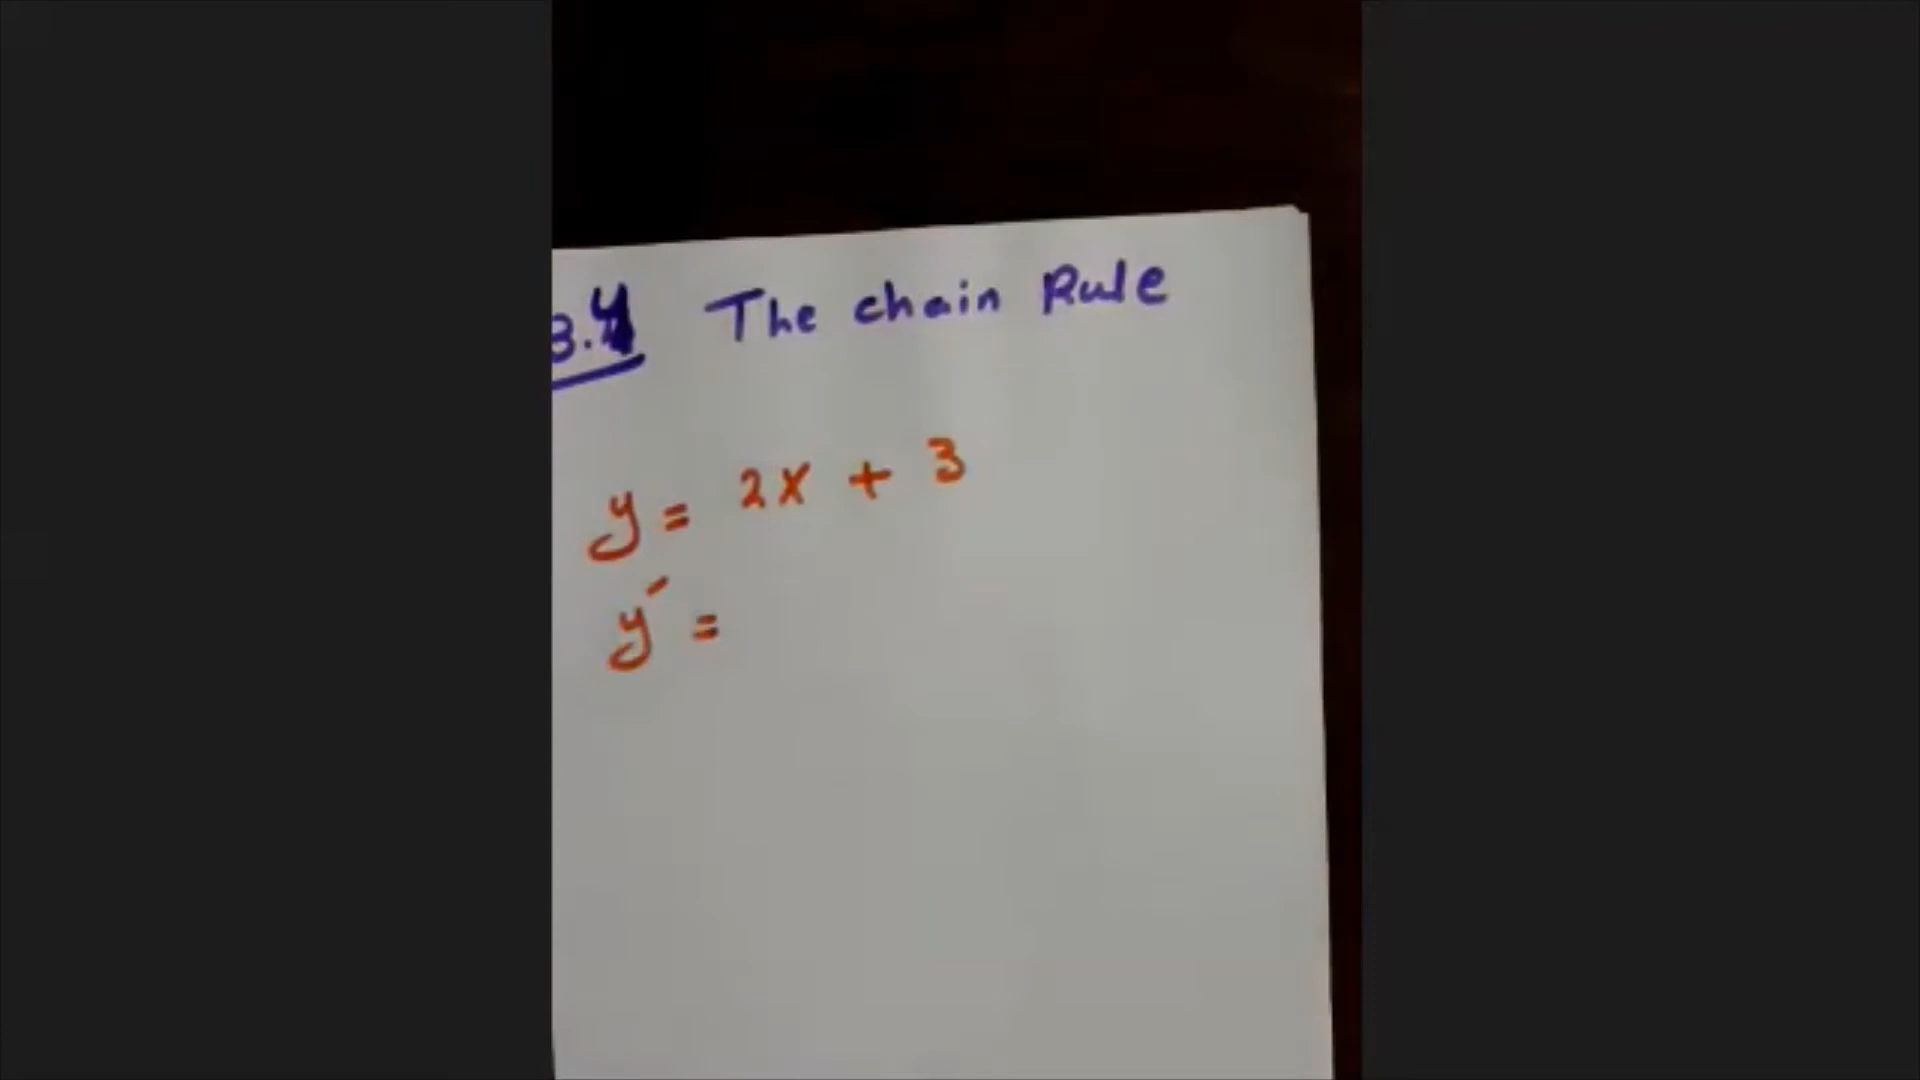 3.4 The chain Rule
y = 2x + 3
y' =